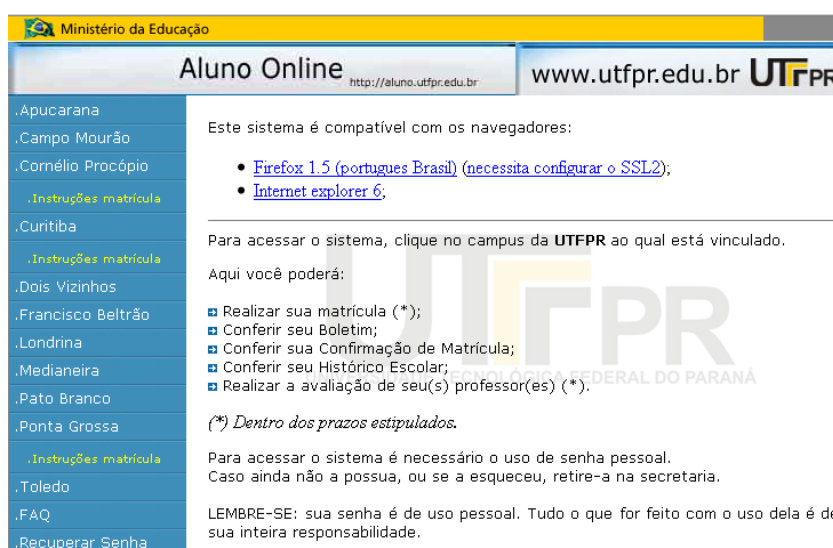 Ministério da Educação
Aluno Online http://aluno.utfpr.edu.br
www.utfpr.edu.br UTFPR
.Apucarana
.Campo Mourão
.Cornélio Procópio
.Instruções matrícula
.Curitiba
.Instruções matrícula
.Dois Vizinhos
.Francisco Beltrão
.Londrina
.Medianeira
.Pato Branco
.Ponta Grossa
.Instruções matrícula
.Toledo
.FAQ
.Recuperar Senha
Este sistema é compatível com os navegadores:
Firefox 1.5 (portugues Brasil) (necessita configurar o SSL2);
Internet explorer 6;
Para acessar o sistema, clique no campus da UTFPR ao qual está vinculado.
Aqui você poderá:
Realizar sua matrícula (*);
Conferir seu Boletim;
Conferir sua Confirmação de Matrícula;
Conferir seu Histórico Escolar;
Realizar a avaliação de seu(s) professor(es) (*).
UTFPR
UNIVERSIDADE TECNOLÓGICA FEDERAL DO PARANÁ
(*) Dentro dos prazos estipulados.
Para acessar o sistema é necessário o uso de senha pessoal.
Caso ainda não a possua, ou se a esqueceu, retire-a na secretaria.
LEMBRE-SE: sua senha é de uso pessoal. Tudo o que for feito com o uso dela é de
sua inteira responsabilidade.